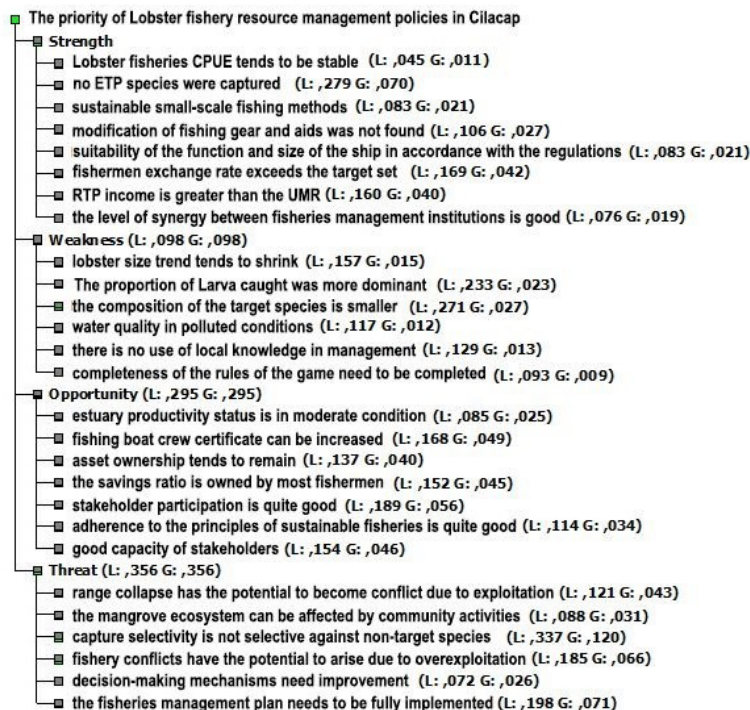 The priority of Lobster fishery resource management policies in Cilacap
Strength
Lobster fisheries CPUE tends to be stable (L: ,045 G: ,011)
no ETP species were captured (L: ,279 G: ,070)
sustainable small-scale fishing methods (L: ,083 G: ,021)
modification of fishing gear and aids was not found (L: ,106 G: ,027)
suitability of the function and size of the ship in accordance with the regulations (L: ,083 G: ,021)
fishermen exchange rate exceeds the target set (L: ,169 G: ,042)
RTP income is greater than the UMR (L: ,160 G: ,040)
the level of synergy between fisheries management institutions is good (L: ,076 G: ,019)
Weakness (L: ,098 G: ,098)
lobster size trend tends to shrink (L: ,157 G: ,015)
The proportion of Larva caught was more dominant (L: ,233 G: ,023)
the composition of the target species is smaller (L: ,271 G: ,027)
water quality in polluted conditions (L: ,117 G: ,012)
there is no use of local knowledge in management (L: ,129 G: ,013)
completeness of the rules of the game need to be completed (L: ,093 G: ,009)
Opportunity (L: ,295 G: ,295)
estuary productivity status is in moderate condition (L: ,085 G: ,025)
fishing boat crew certificate can be increased (L: ,168 G: ,049)
asset ownership tends to remain (L: ,137 G: ,040)
the savings ratio is owned by most fishermen (L: ,152 G: ,045)
stakeholder participation is quite good (L: ,189 G: ,056)
adherence to the principles of sustainable fisheries is quite good (L: ,114 G: ,034)
good capacity of stakeholders (L: ,154 G: ,046)
Threat (L: ,356 G: ,356)
range collapse has the potential to become conflict due to exploitation (L: ,121 G: ,043)
the mangrove ecosystem can be affected by community activities (L: ,088 G: ,031)
capture selectivity is not selective against non-target species (L: ,337 G: ,120)
fishery conflicts have the potential to arise due to overexploitation (L: ,185 G: ,066)
decision-making mechanisms need improvement (L: ,072 G: ,026)
the fisheries management plan needs to be fully implemented (L: ,198 G: ,071)